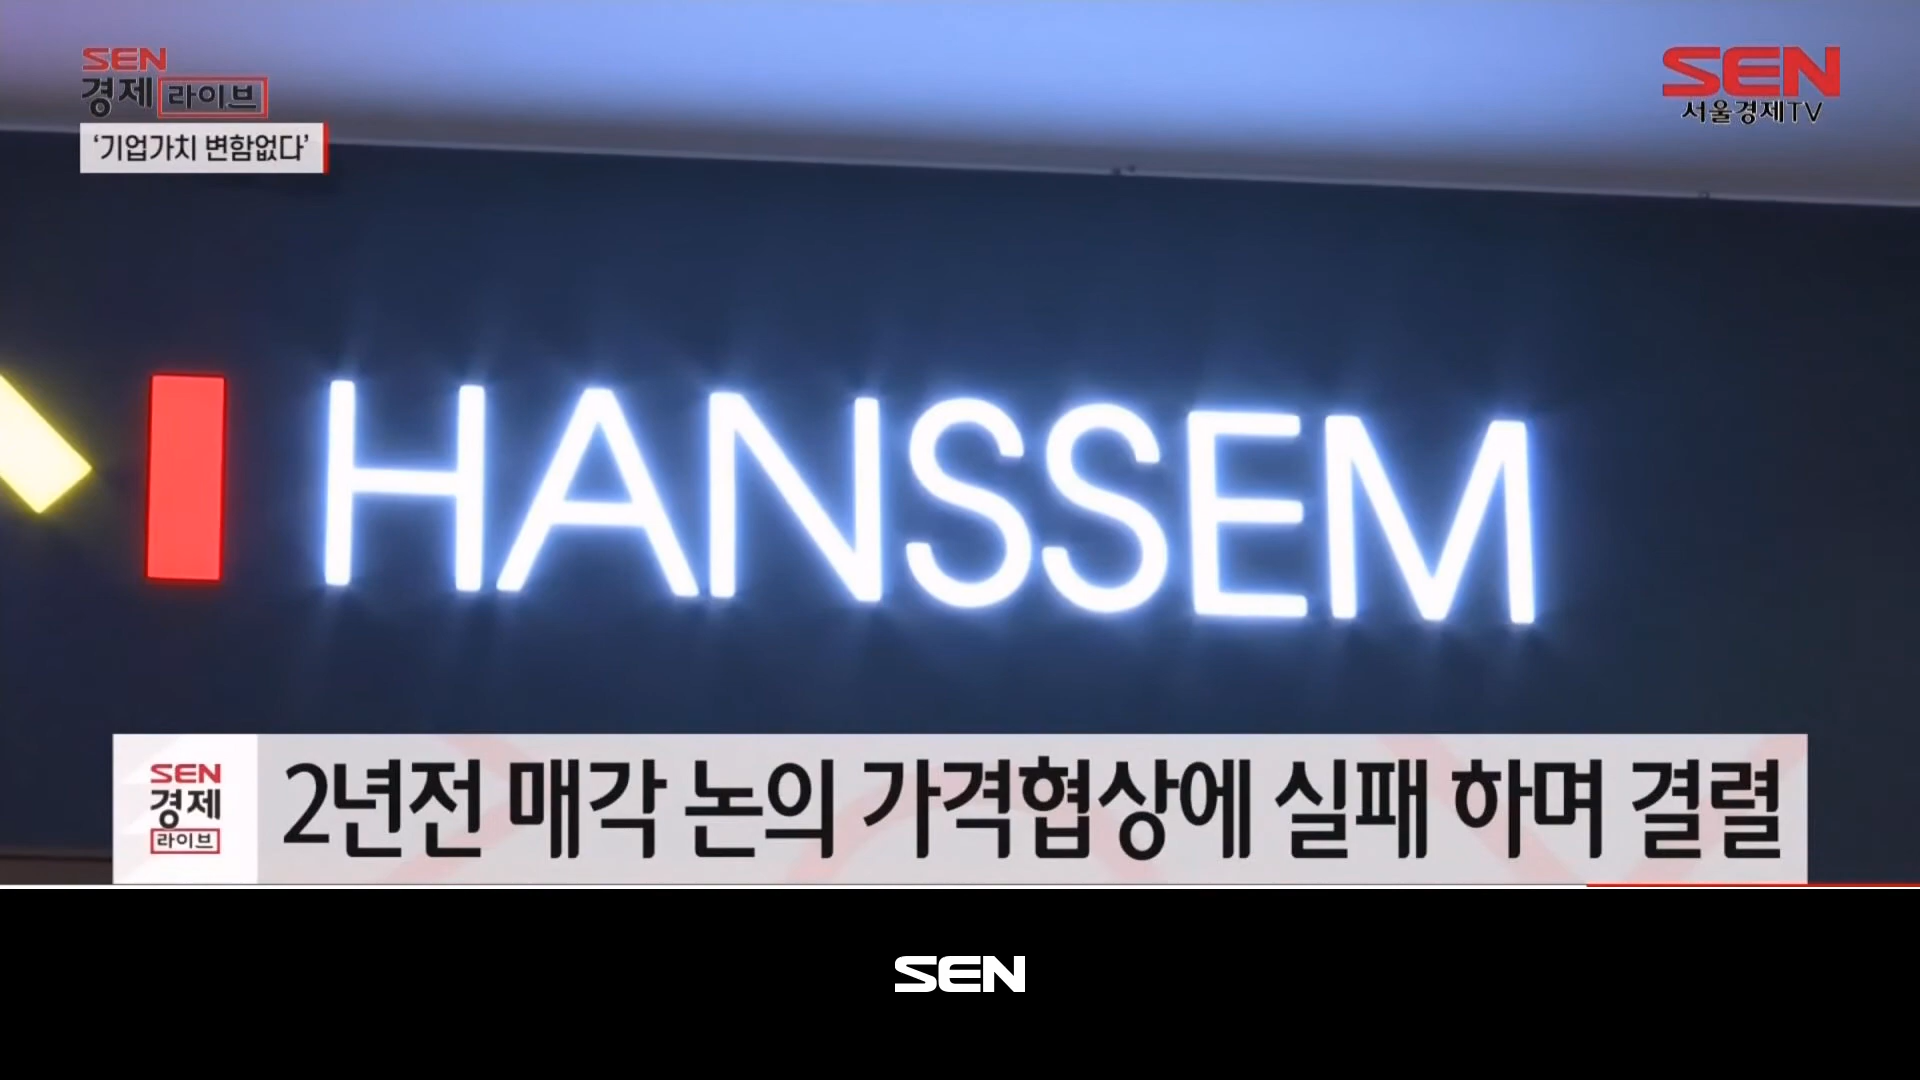 SEN
경제 라이브
'기업가치 변함없다'
SEN
서울경제TV
HANSSEM
SEN
경제
라이브
2년전 매각 논의 가격협상에 실패 하며 결렬
SEN